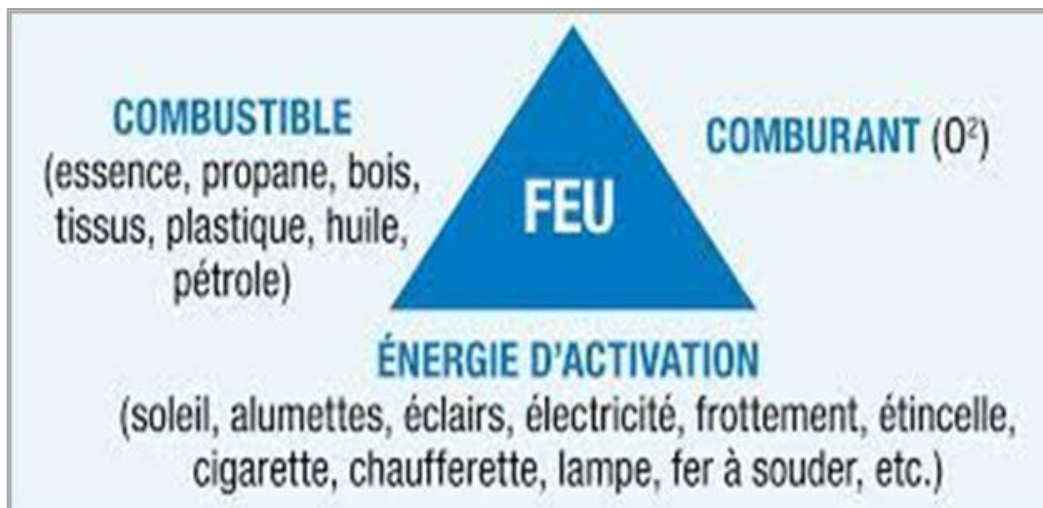 COMBUSTIBLE
(essence, propane, bois,
tissus, plastique, huile,
pétrole)
COMBURANT (O²)
FEU
ÉNERGIE D'ACTIVATION
(soleil, alumettes, éclairs, électricité, frottement, étincelle,
cigarette, chaufferette, lampe, fer à souder, etc.)